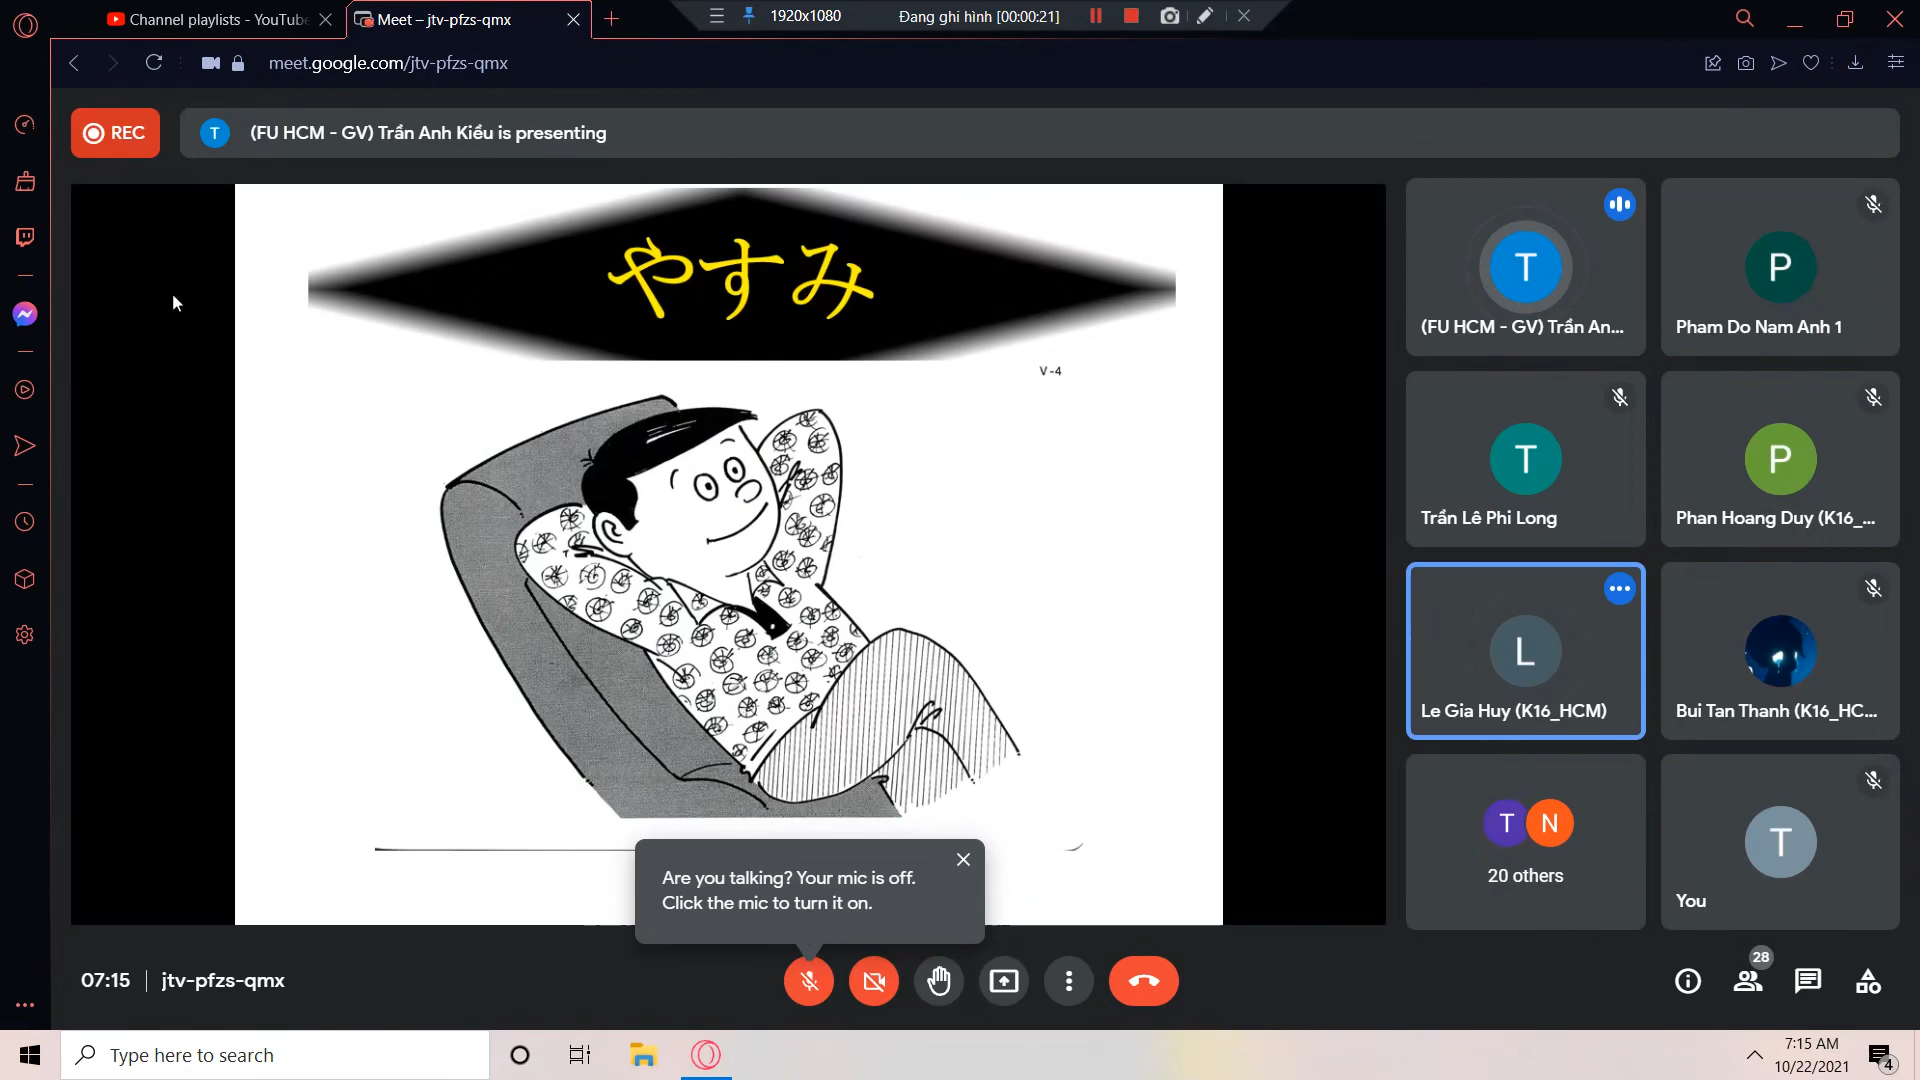 Channel playlists - YouTube
Meet – jtv-pfzs-qmx
1920x1080
Đang ghi hình [00:00:21]
meet.google.com/jtv-pfzs-qmx
REC
T
(FU HCM - GV) Trần Anh Kiều is presenting
やすみ
V-4
T
(FU HCM - GV) Trần An...
P
Pham Do Nam Anh 1
T
Trần Lê Phi Long
P
Phan Hoang Duy (K16_...
L
Le Gia Huy (K16_HCM)
Bui Tan Thanh (K16_HC...
T
N
20 others
T
You
Are you talking? Your mic is off.
Click the mic to turn it on.
07:15
jtv-pfzs-qmx
28
Type here to search
7:15 AM
10/22/2021
4